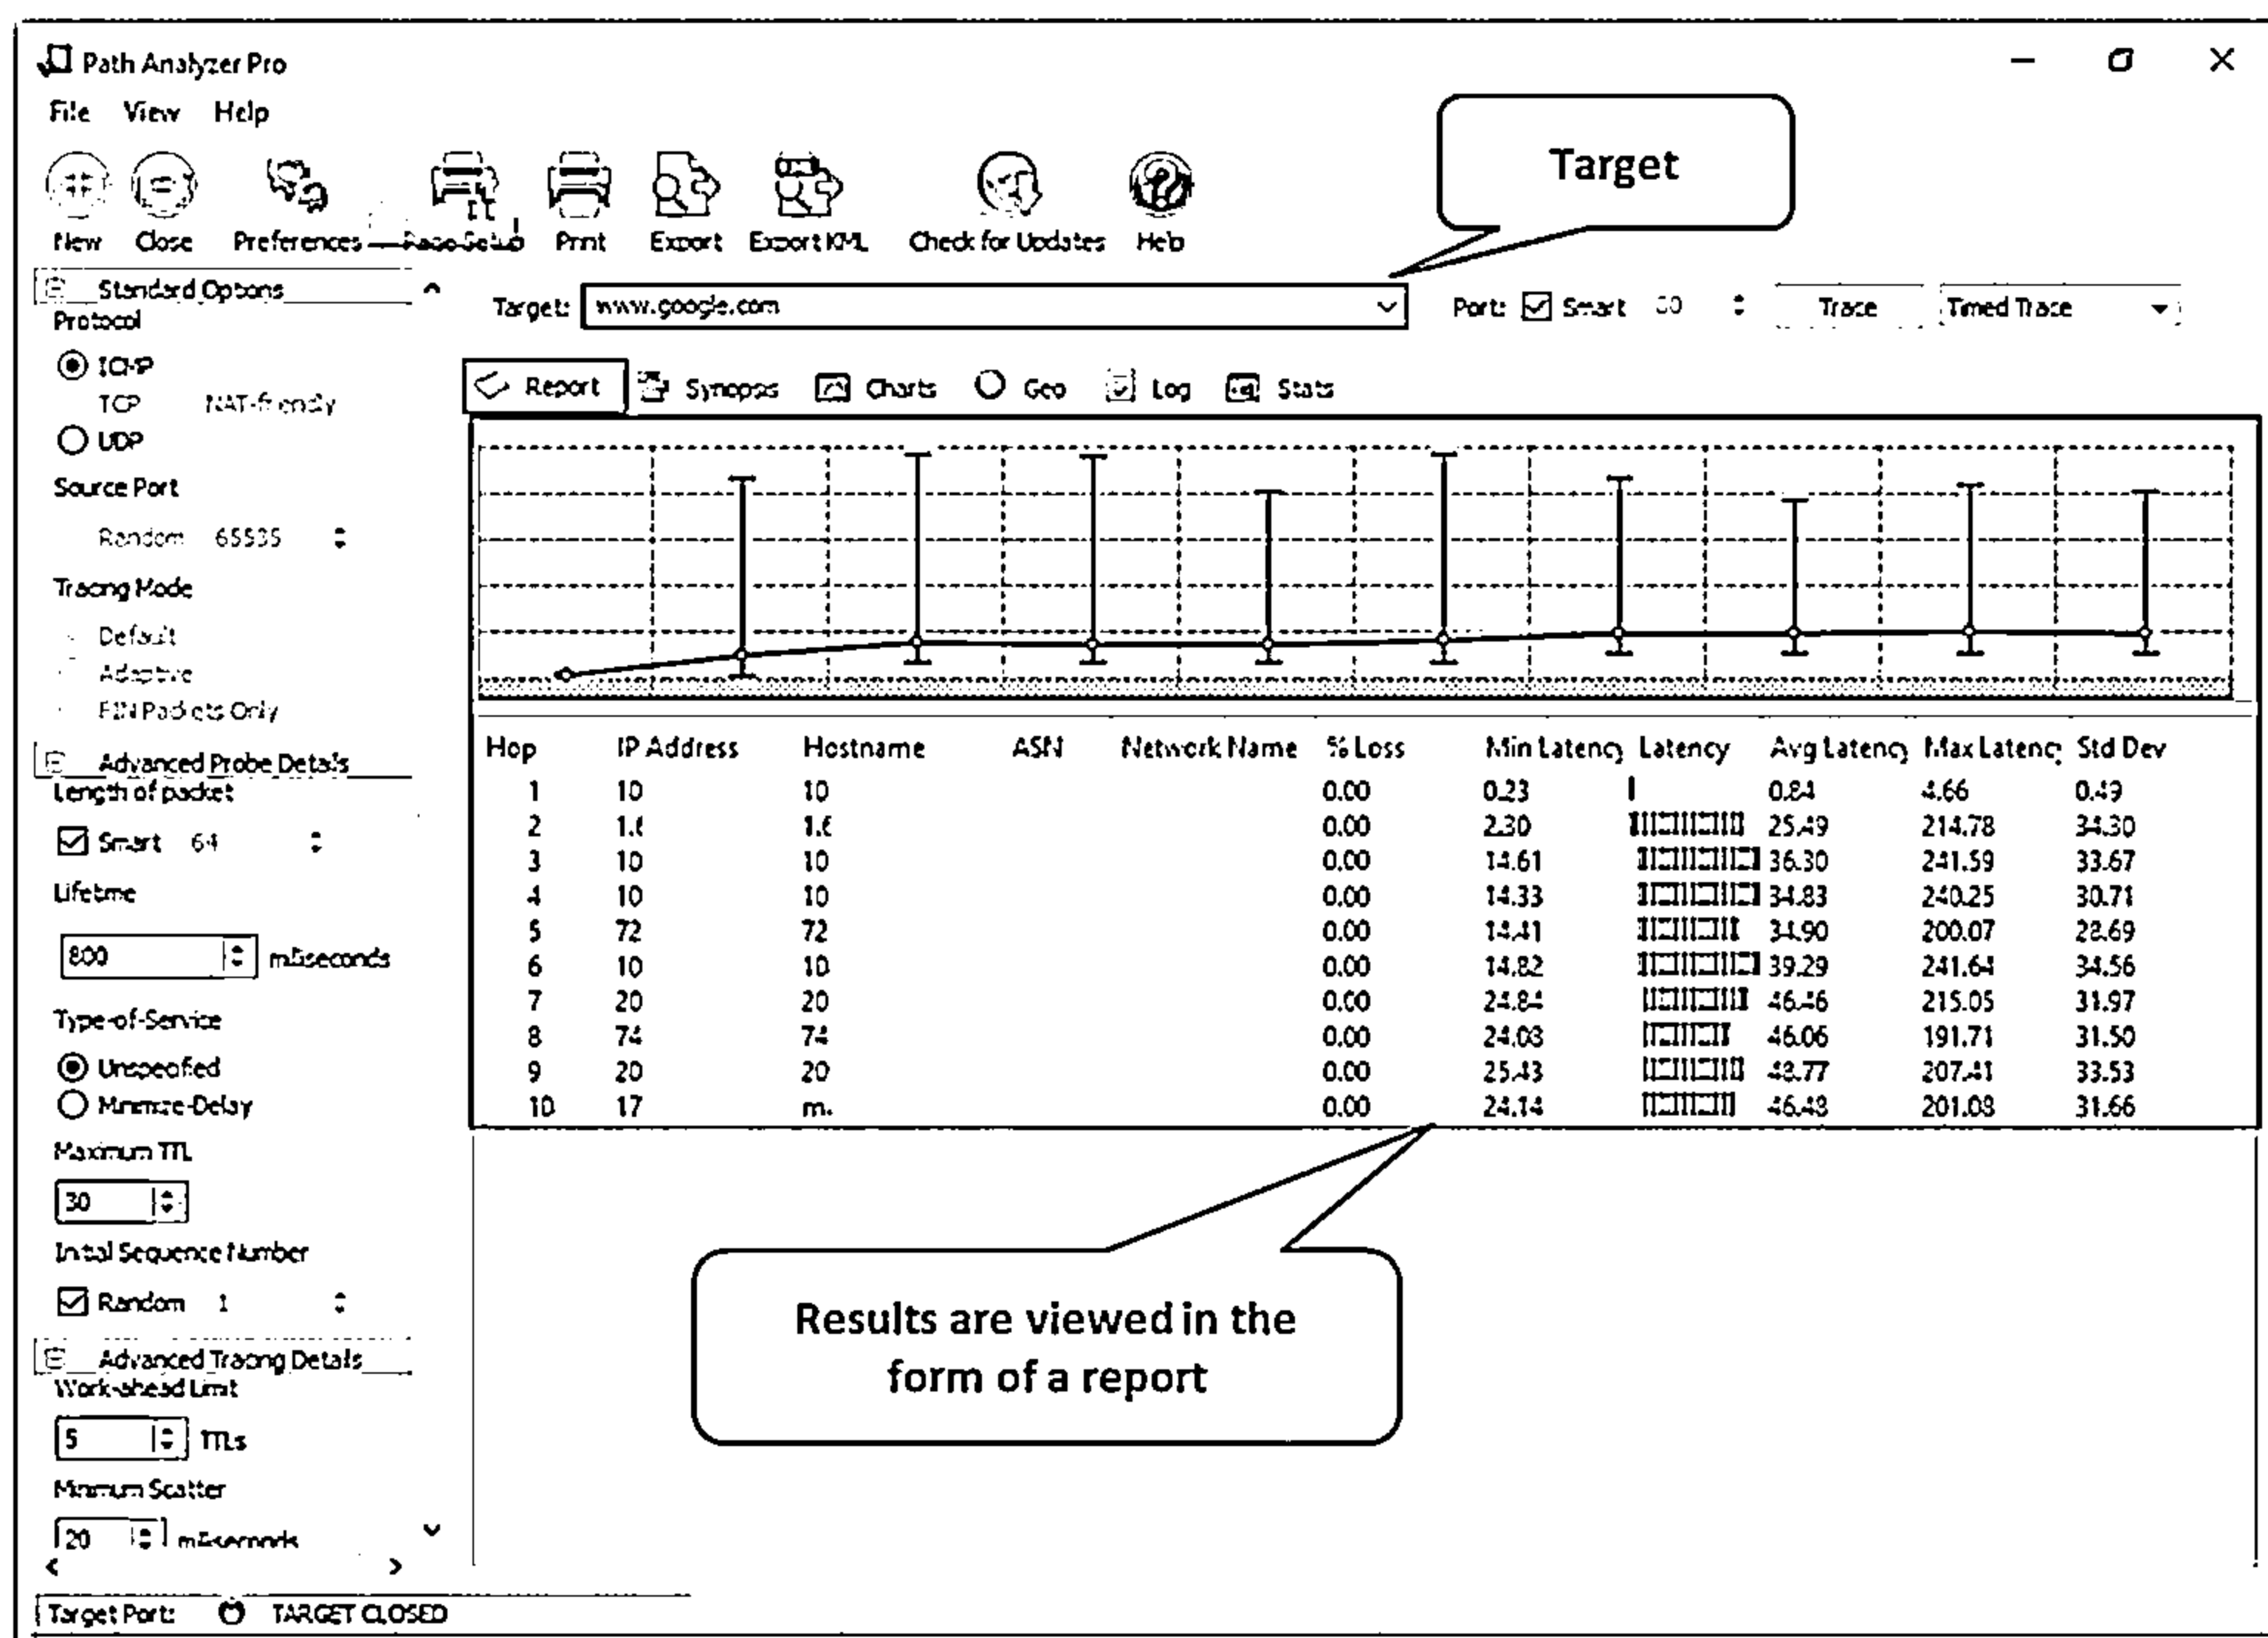 Path Analyzer Pro
File View Help
New Close Preferences Page Setup Print Export Export KML Check for Updates Help
Target
Standard Options
Target: www.google.com Port: Smart Trace Timed Trace
Protocol
ICMP
TCP NAT-friendly
UDP
Report Synopsis Charts Geo Log Stats
Source Port
Random 65535
Tracing Mode
Default
Adaptive
FIN Packets Only
Advanced Probe Details
Length of packet
Smart 64
Lifetime
800 milliseconds
Type-of-Service
Unspecified
Minimize-Delay
Maximum TTL
30
Initial Sequence Number
Random 1
Advanced Tracing Details
Work-ahead Limit
5 TTLs
Minimum Scatter
20 milliseconds
Hop IP Address Hostname ASN Network Name % Loss Min Latency Latency Avg Latency Max Latency Std Dev
1 10 10 0.00 0.23 0.84 4.66 0.49
2 0.00 2.30 25.49 214.78 34.30
3 10 10 0.00 14.61 36.30 241.59 33.67
4 10 10 0.00 14.33 34.83 240.25 30.71
5 72 72 0.00 14.41 34.90 200.07 28.69
6 10 10 0.00 14.82 39.29 241.64 34.56
7 20 20 0.00 24.84 46.46 215.05 31.97
8 74 74 0.00 24.08 46.06 191.71 31.50
9 20 20 0.00 25.43 48.77 207.41 33.53
10 17 m. 0.00 24.14 46.48 201.08 31.66
Results are viewed in the
form of a report
Target Port: TARGET CLOSED